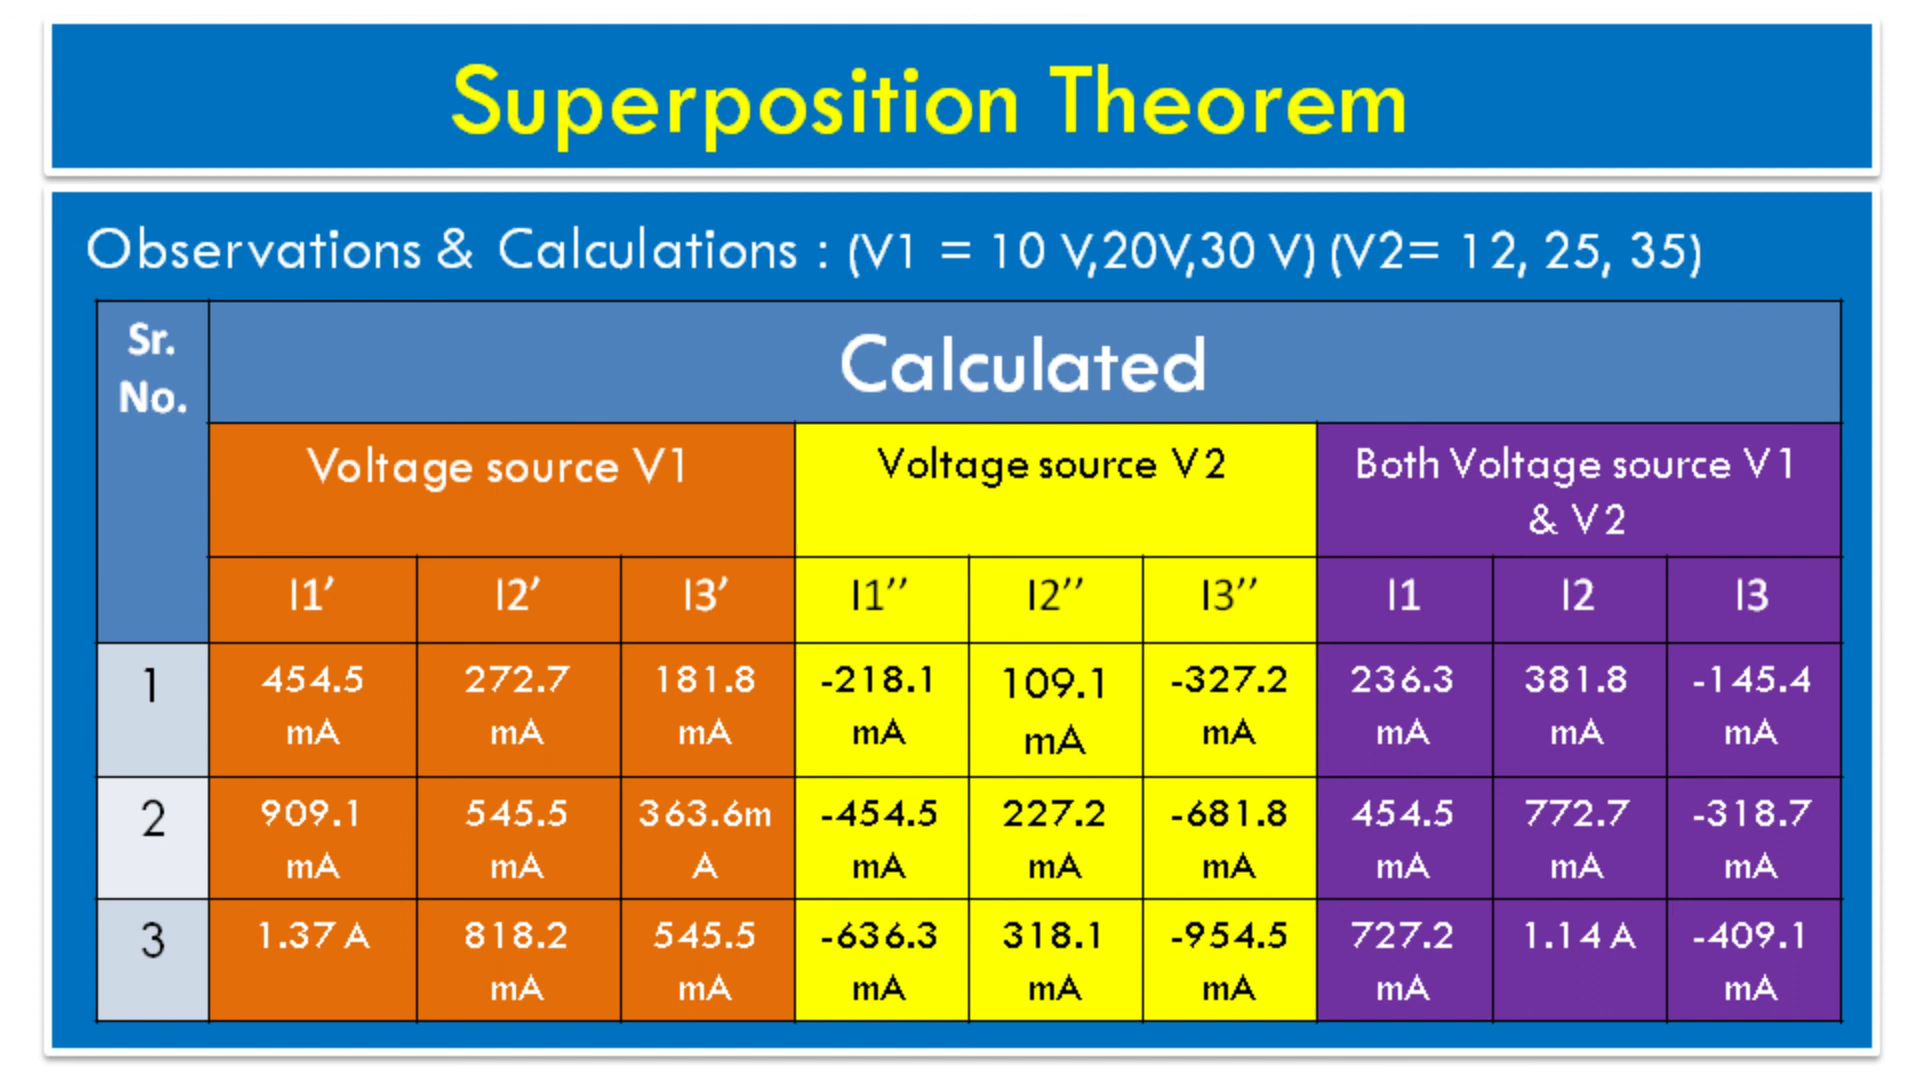 Superposition Theorem
Observations & Calculations : (V1 = 10 V,20V,30 V) (V2= 12, 25, 35)
Sr.
No.
Calculated
Voltage source V1
Voltage source V2
Both Voltage source V1
& V2
I1’ I2’ I3’ I1’’ I2’’ I3’’ I1 I2 I3
1 454.5 272.7 181.8 -218.1 109.1 -327.2 236.3 381.8 -145.4
mA mA mA mA mA mA mA mA mA
2 909.1 545.5 363.6m -454.5 227.2 -681.8 454.5 772.7 -318.7
mA mA A mA mA mA mA mA mA
3 1.37 A 818.2 545.5 -636.3 318.1 -954.5 727.2 1.14 A -409.1
mA mA mA mA mA mA mA